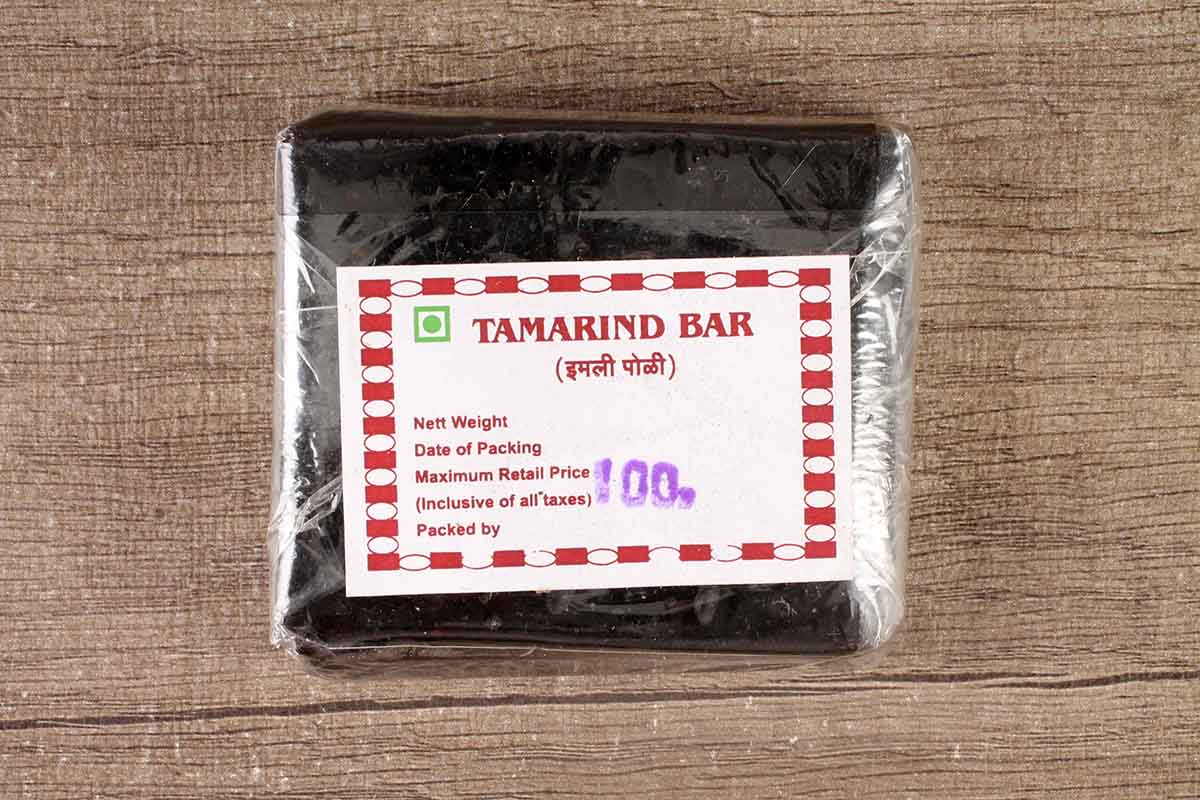 TAMARIND BAR
(इमली पोळी)
Nett Weight
Date of Packing
Maximum Retail Price
(Inclusive of all taxes) 100.
Packed by